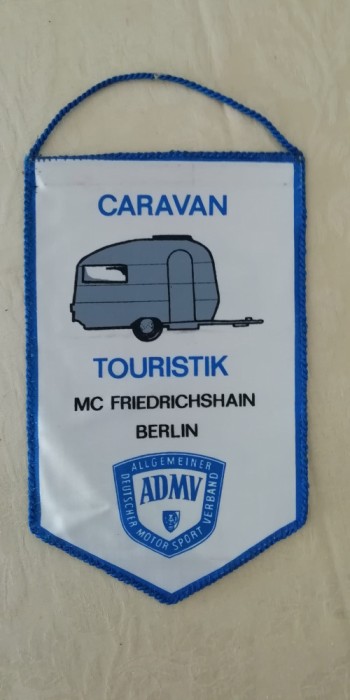 CARAVAN
TOURISTIK
MC FRIEDRICHSHAIN
BERLIN
ALLGEMEINER
DEUTSCHER MOTOR SPORT VERBAND
ADMV